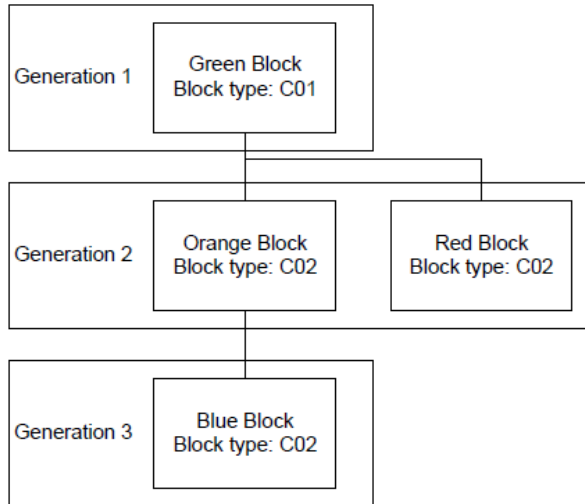 Generation 1
Green Block
Block type: C01
Generation 2
Orange Block
Block type: C02
Red Block
Block type: C02
Generation 3
Blue Block
Block type: C02